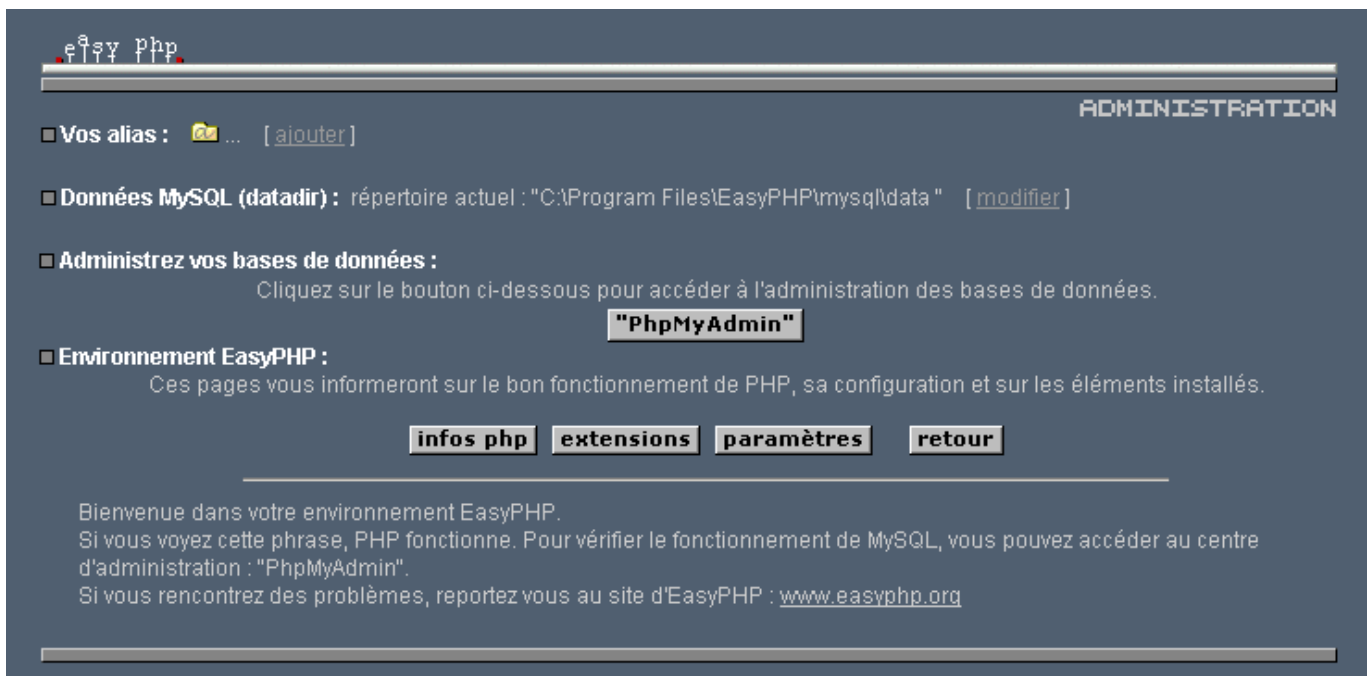 .easy php.
ADMINISTRATION
Vos alias : ... [ ajouter ]
Données MySQL (datadir) : répertoire actuel : "C:\Program Files\EasyPHP\mysql\data " [ modifier ]
Administrez vos bases de données :
Cliquez sur le bouton ci-dessous pour accéder à l'administration des bases de données.
"PhpMyAdmin"
Environnement EasyPHP :
Ces pages vous informeront sur le bon fonctionnement de PHP, sa configuration et sur les éléments installés.
infos php extensions paramètres retour
Bienvenue dans votre environnement EasyPHP.
Si vous voyez cette phrase, PHP fonctionne. Pour vérifier le fonctionnement de MySQL, vous pouvez accéder au centre
d'administration : "PhpMyAdmin".
Si vous rencontrez des problèmes, reportez vous au site d'EasyPHP : www.easyphp.org